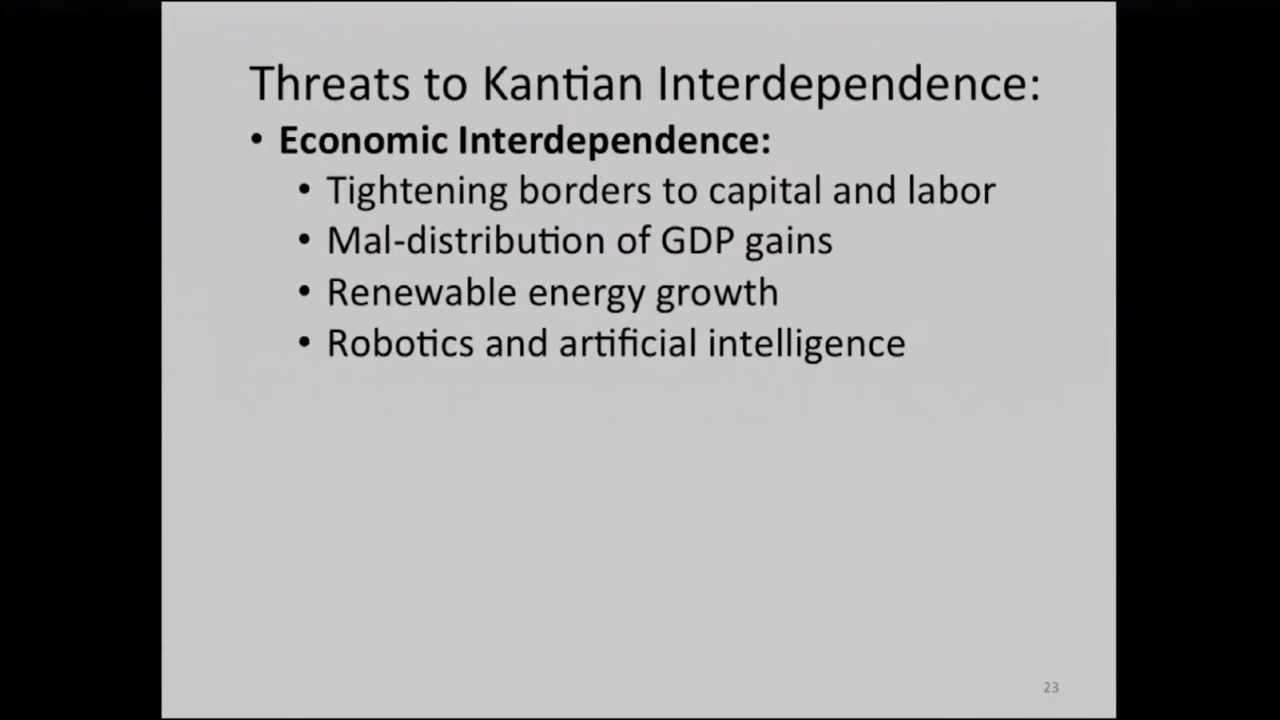 Threats to Kantian Interdependence:
• Economic Interdependence:
• Tightening borders to capital and labor
• Mal-distribution of GDP gains
• Renewable energy growth
• Robotics and artificial intelligence
23